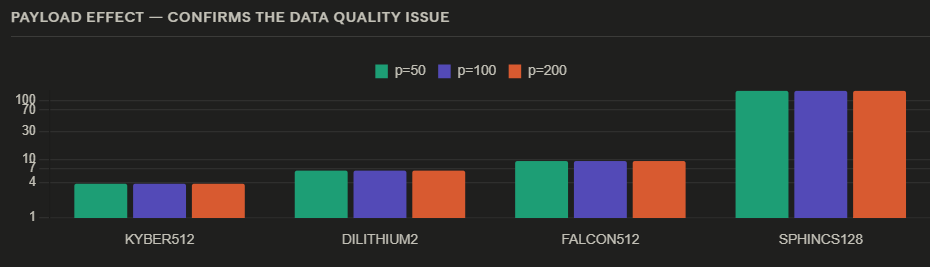 PAYLOAD EFFECT — CONFIRMS THE DATA QUALITY ISSUE
p=50 p=100 p=200
100
70
30
10
7
4
1
KYBER512 DILITHIUM2 FALCON512 SPHINCS128